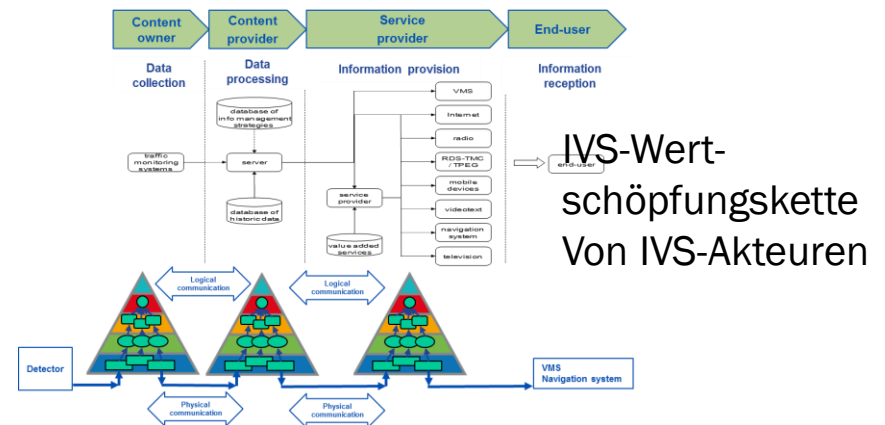 Content
owner
Content
provider
Service
provider
End-user
Data
collection
Data
processing
Information provision
Information
reception
database of
info management
strategies
traffic
monitoring
systems
server
database of
historic data
service
provider
value added
services
VMS
Internet
radio
RDS-TMC
/ TPEG
mobile
devices
videotext
navigation
system
television
end-user
IVS-Wert-
schöpfungskette
Von IVS-Akteuren
Logical
communication
Logical
communication
Detector
VMS
Navigation system
Physical
communication
Physical
communication